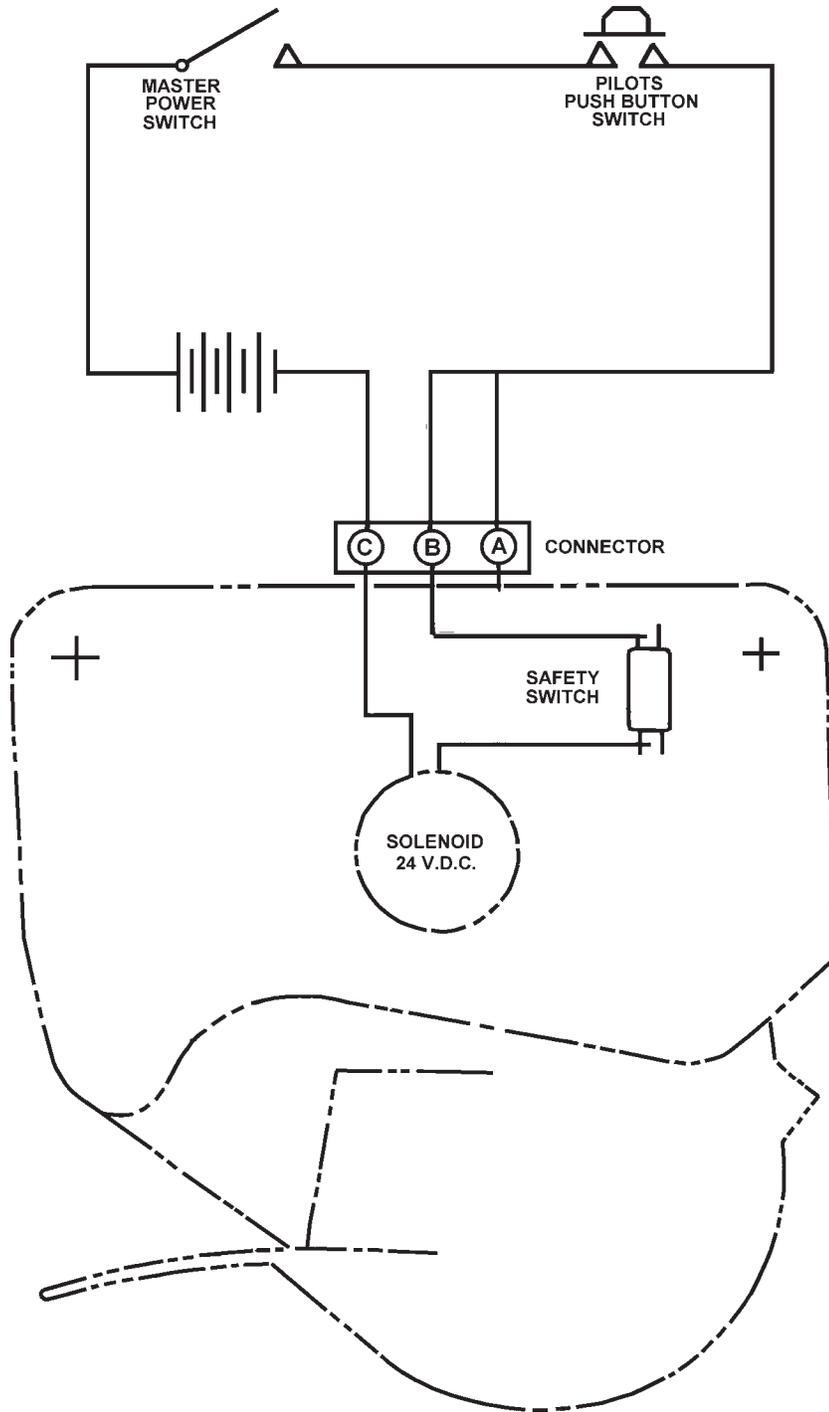 MASTER
POWER
SWITCH
PILOTS
PUSH BUTTON
SWITCH
C
B
A
CONNECTOR
SAFETY
SWITCH
SOLENOID
24 V.D.C.